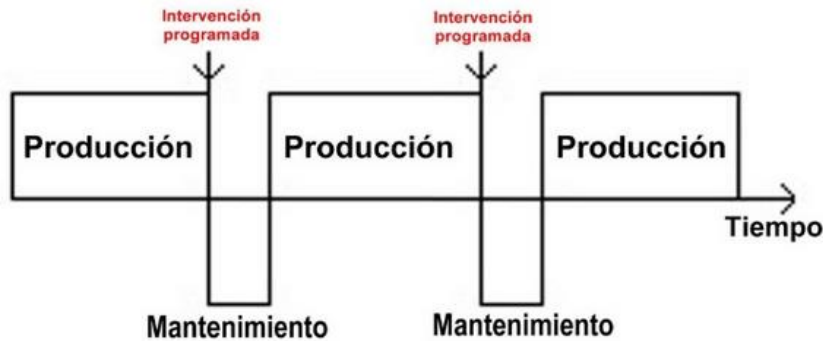 Intervención
programada
Intervención
programada
Producción
Producción
Producción
Tiempo
Mantenimiento
Mantenimiento